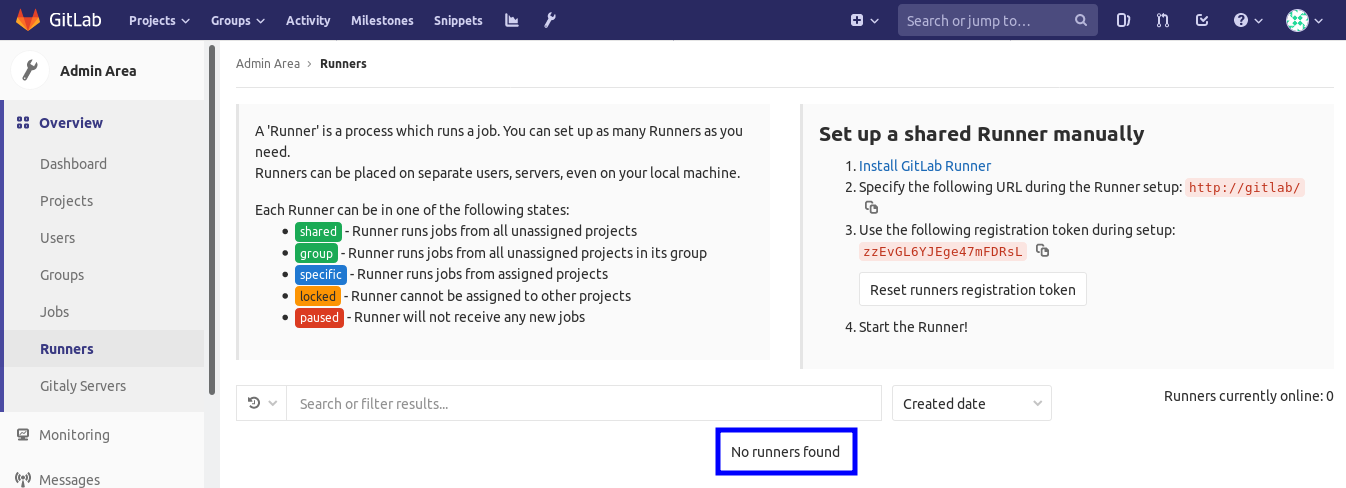 GitLab
Projects
Groups
Activity
Milestones
Snippets
Search or jump to…
Admin Area
Overview
Dashboard
Projects
Users
Groups
Jobs
Runners
Gitaly Servers
Monitoring
Messages
Admin Area › Runners
A 'Runner' is a process which runs a job. You can set up as many Runners as you
need.
Runners can be placed on separate users, servers, even on your local machine.
Each Runner can be in one of the following states:
shared - Runner runs jobs from all unassigned projects
group - Runner runs jobs from all unassigned projects in its group
specific - Runner runs jobs from assigned projects
locked - Runner cannot be assigned to other projects
paused - Runner will not receive any new jobs
Set up a shared Runner manually
1. Install GitLab Runner
2. Specify the following URL during the Runner setup: http://gitlab/
3. Use the following registration token during setup:
zzEvGL6YJEge47mFDRsL
Reset runners registration token
4. Start the Runner!
Search or filter results...
Created date
Runners currently online: 0
No runners found